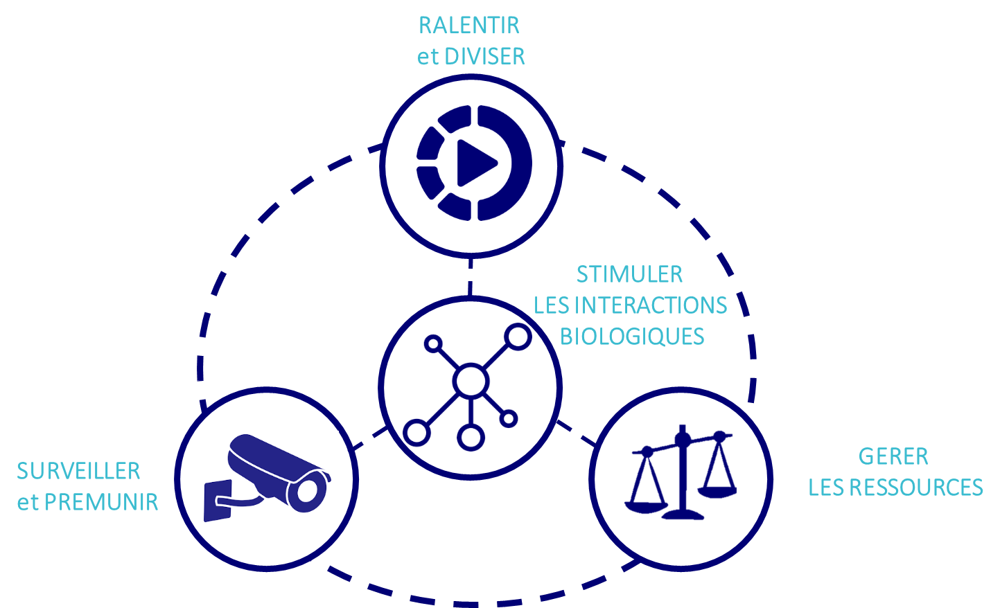 RALENTIR
et DIVISER
STIMULER
LES INTERACTIONS
BIOLOGIQUES
SURVEILLER
et PREMUNIR
GERER
LES RESSOURCES